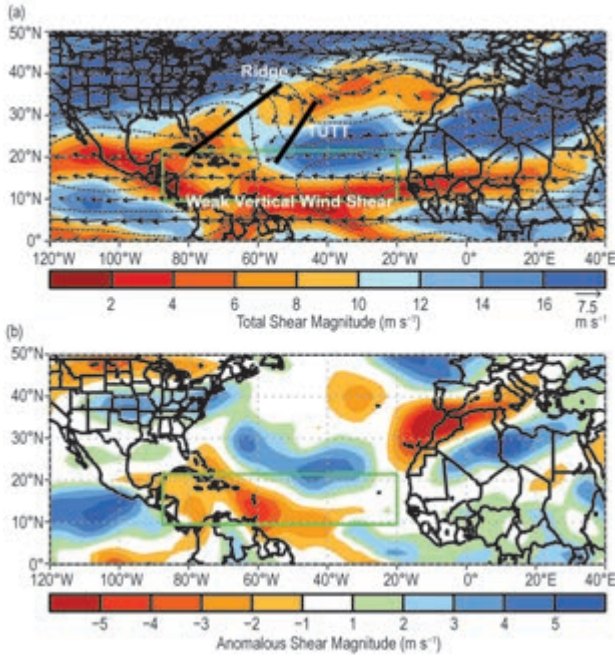 (a)
50°N
40°N
30°N
20°N
10°N
0°
Ridge
TUTT
Weak Vertical Wind Shear
120°W 100°W 80°W 60°W 40°W 20°W 0° 20°E 40°E
2 4 6 8 10 12 14 16 7.5
Total Shear Magnitude (m s⁻¹) m s⁻¹
(b)
50°N
40°N
30°N
20°N
10°N
0°
120°W 100°W 80°W 60°W 40°W 20°W 0° 20°E 40°E
−5 −4 −3 −2 −1 1 2 3 4 5
Anomalous Shear Magnitude (m s⁻¹)